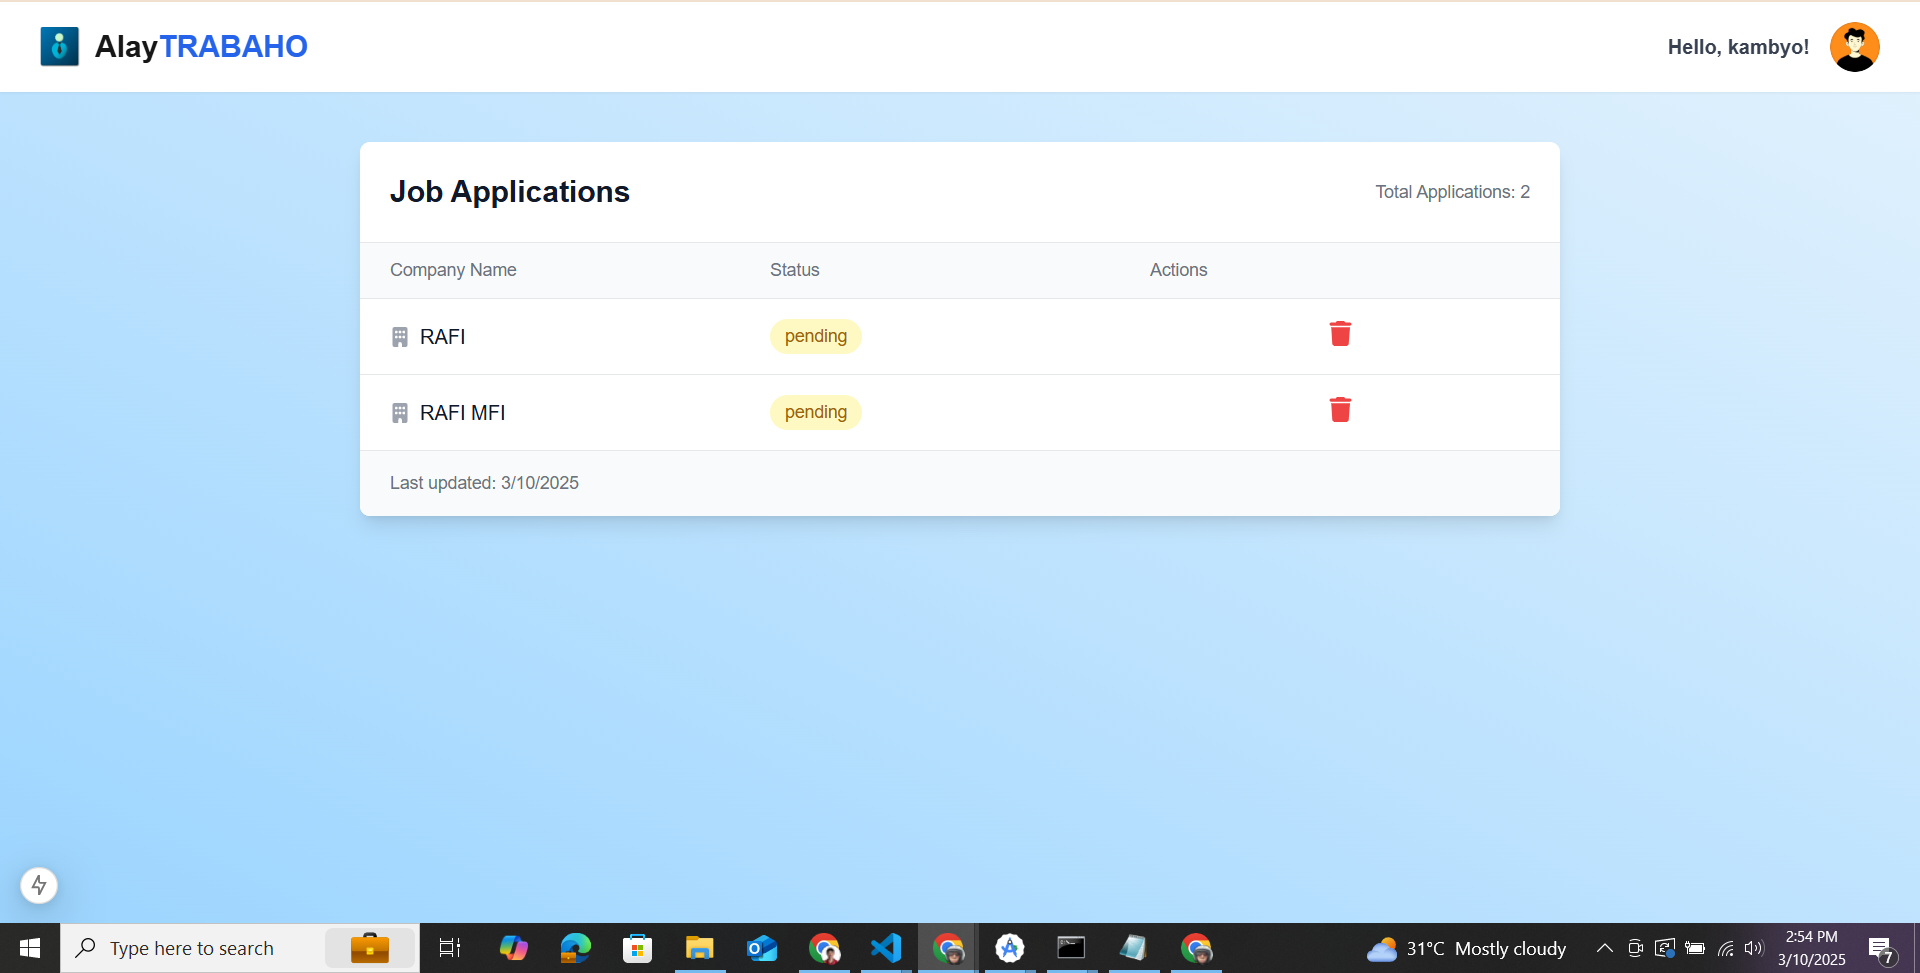 AlayTRABAHO
Hello, kambyo!
Job Applications
Total Applications: 2
Company Name Status Actions
RAFI pending
RAFI MFI pending
Last updated: 3/10/2025
Type here to search
31°C Mostly cloudy
2:54 PM
3/10/2025
7